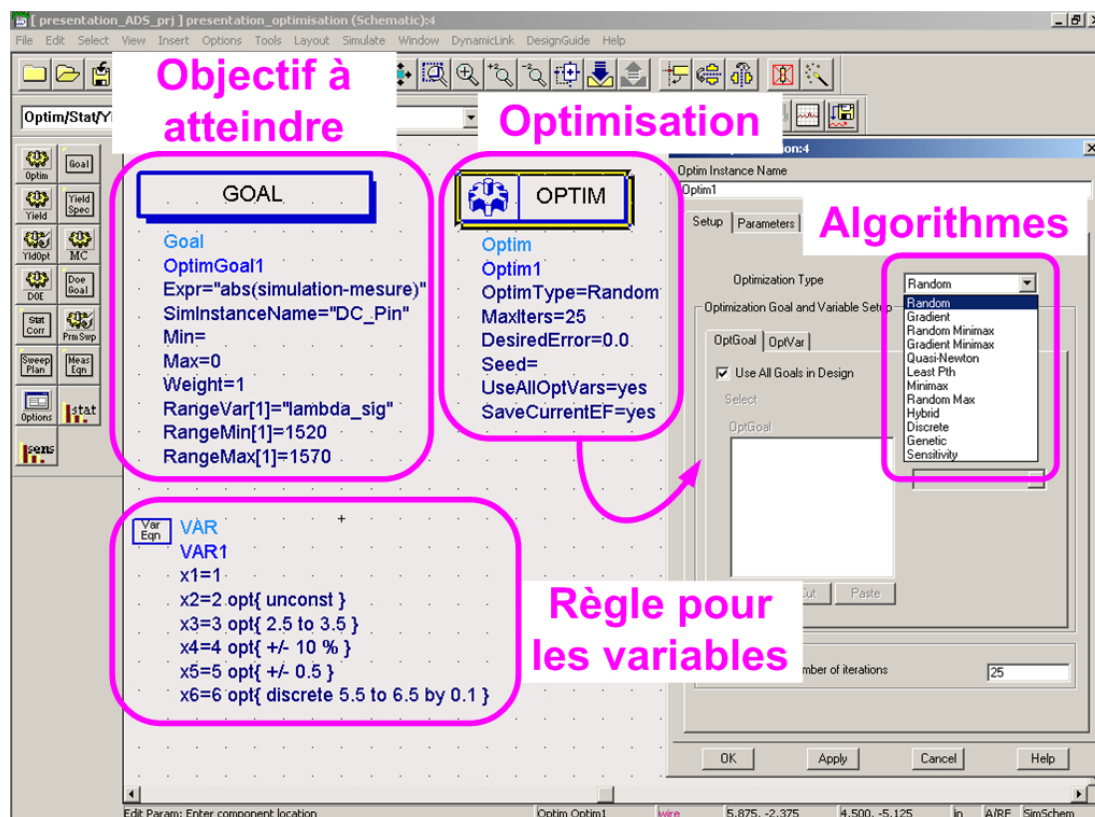 [ presentation_ADS_prj ] presentation_optimisation (Schematic):4
File Edit Select View Insert Options Tools Layout Simulate Window DynamicLink DesignGuide Help
Objectif à
atteindre
Optim/Stat/Yi
Optimisation
Optim
Goal
Yield
Yield
Spec
YldOpt
MC
DOE
Doe
Goal
Stat
Corr
PrmSwp
Sweep
Plan
Meas
Eqn
Options
stat
sens
GOAL
Goal
OptimGoal1
Expr="abs(simulation-mesure)"
SimInstanceName="DC_Pin"
Min=
Max=0
Weight=1
RangeVar[1]="lambda_sig"
RangeMin[1]=1520
RangeMax[1]=1570
OPTIM
Optim
Optim1
OptimType=Random
MaxIters=25
DesiredError=0.0
Seed=
UseAllOptVars=yes
SaveCurrentEF=yes
Var
Eqn
VAR
VAR1
x1=1
x2=2 opt{ unconst }
x3=3 opt{ 2.5 to 3.5 }
x4=4 opt{ +/- 10 % }
x5=5 opt{ +/- 0.5 }
x6=6 opt{ discrete 5.5 to 6.5 by 0.1 }
Règle pour
les variables
:4
Optim Instance Name
Optim1
Setup Parameters
Algorithmes
Optimization Type
Random
Random
Gradient
Random Minimax
Gradient Minimax
Quasi-Newton
Least Pth
Minimax
Random Max
Hybrid
Discrete
Genetic
Sensitivity
Optimization Goal and Variable Setup
OptGoal OptVar
Use All Goals in Design
Select
OptGoal
Cut Paste
mber of iterations
25
OK Apply Cancel Help
Edit Param: Enter component location Optim Optim1 wire 5.875, -2.375 4.500, -5.125 in A/RF SimSchem